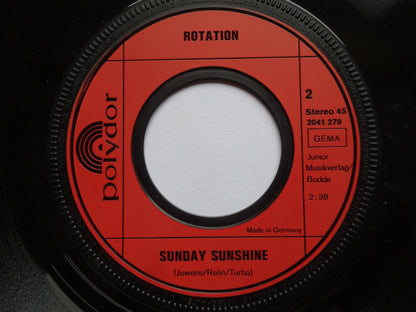 ROTATION
2
Stereo 45
2041 279
GEMA
Junior
Musikverlag/
Budde
2:38
polydor
Made in Germany
SUNDAY SUNSHINE
(Juwens/Relin/Turba)